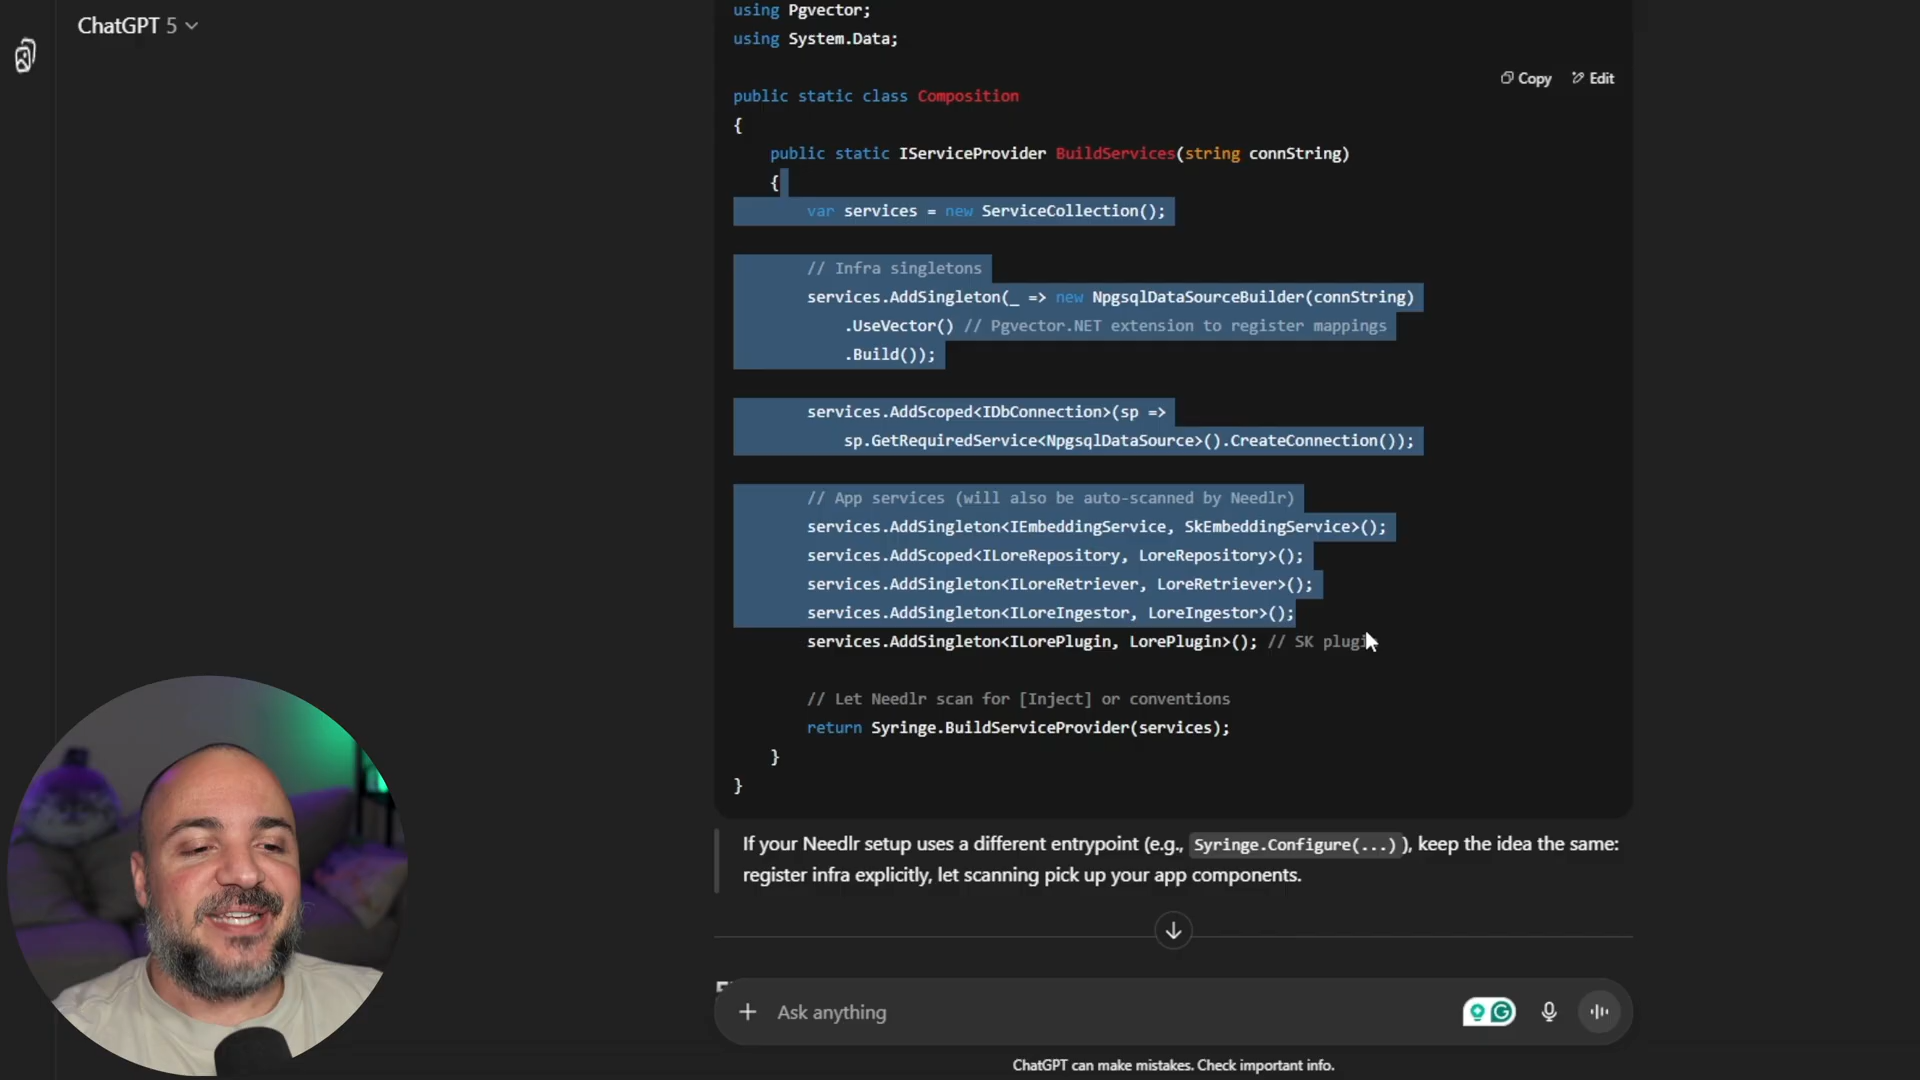 ChatGPT 5
using Pgvector;
using System.Data;
Copy
Edit
public static class Composition
{
public static IServiceProvider BuildServices(string connString)
{
var services = new ServiceCollection();
// Infra singletons
services.AddSingleton(_ => new NpgsqlDataSourceBuilder(connString)
.UseVector() // Pgvector.NET extension to register mappings
.Build());
services.AddScoped<IDbConnection>(sp =>
sp.GetRequiredService<NpgsqlDataSource>().CreateConnection());
// App services (will also be auto-scanned by Needlr)
services.AddSingleton<IEmbeddingService, SkEmbeddingService>();
services.AddScoped<ILoreRepository, LoreRepository>();
services.AddSingleton<ILoreRetriever, LoreRetriever>();
services.AddSingleton<ILoreIngestor, LoreIngestor>();
services.AddSingleton<ILorePlugin, LorePlugin>(); // SK plugin
// Let Needlr scan for [Inject] or conventions
return Syringe.BuildServiceProvider(services);
}
}
If your Needlr setup uses a different entrypoint (e.g., Syringe.Configure(...)), keep the idea the same:
register infra explicitly, let scanning pick up your app components.
Ask anything
ChatGPT can make mistakes. Check important info.